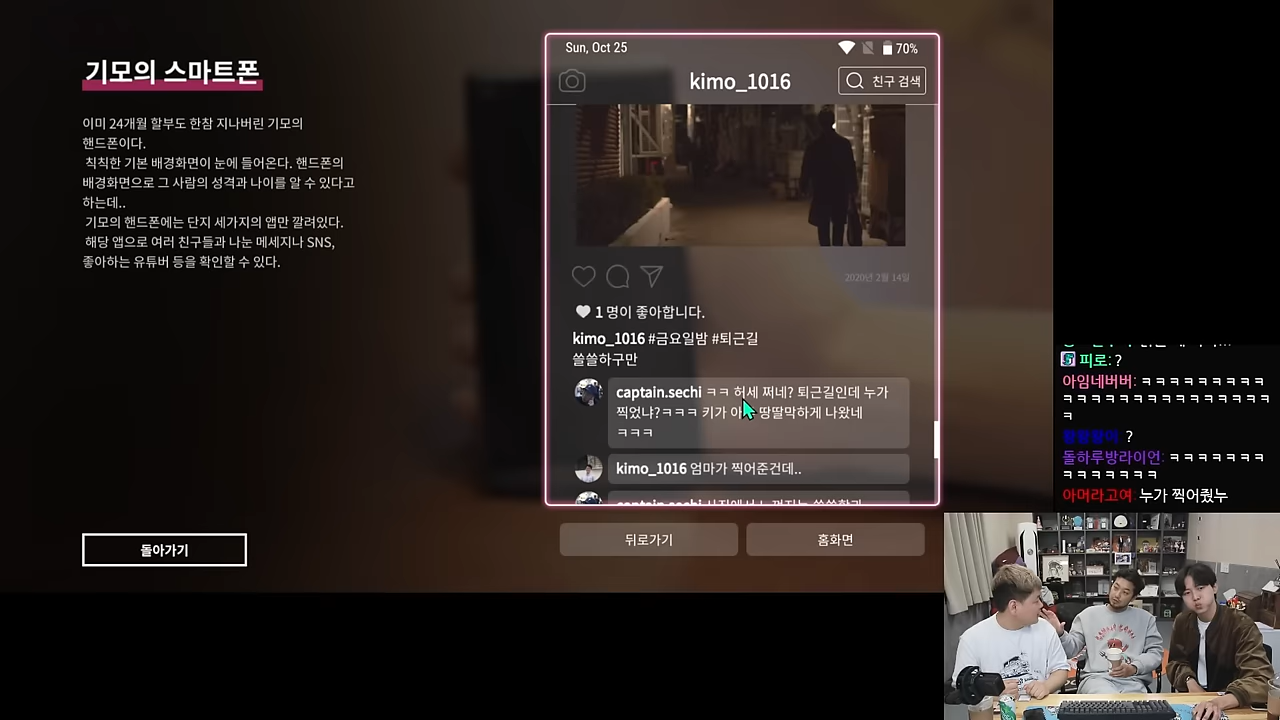 기모의 스마트폰
이미 24개월 할부도 한참 지나버린 기모의
핸드폰이다.
칙칙한 기본 배경화면이 눈에 들어온다. 핸드폰의
배경화면으로 그 사람의 성격과 나이를 알 수 있다고
하는데..
기모의 핸드폰에는 단지 세가지의 앱만 깔려있다.
해당 앱으로 여러 친구들과 나눈 메세지나 SNS,
좋아하는 유튜버 등을 확인할 수 있다.
돌아가기
Sun, Oct 25
70%
kimo_1016
친구 검색
2020년 2월 14일
1 명이 좋아합니다.
kimo_1016 #금요일밤 #퇴근길
쓸쓸하구만
captain.sechi ㅋㅋ 허세 쩌네? 퇴근길인데 누가
찍었냐?ㅋㅋㅋ 키가 땅딸막하게 나왔네
ㅋㅋㅋ
kimo_1016 엄마가 찍어준건데..
captain.sechi
뒤로가기
홈화면
피로: ?
아임네버버: ㅋㅋㅋㅋㅋㅋㅋㅋㅋ
ㅋㅋㅋㅋㅋㅋㅋㅋㅋㅋㅋㅋㅋㅋㅋ
ㅋ
?
돌하루방라이언: ㅋㅋㅋㅋㅋㅋㅋ
ㅋㅋㅋㅋㅋㅋㅋ
아머라고여: 누가 찍어줬누